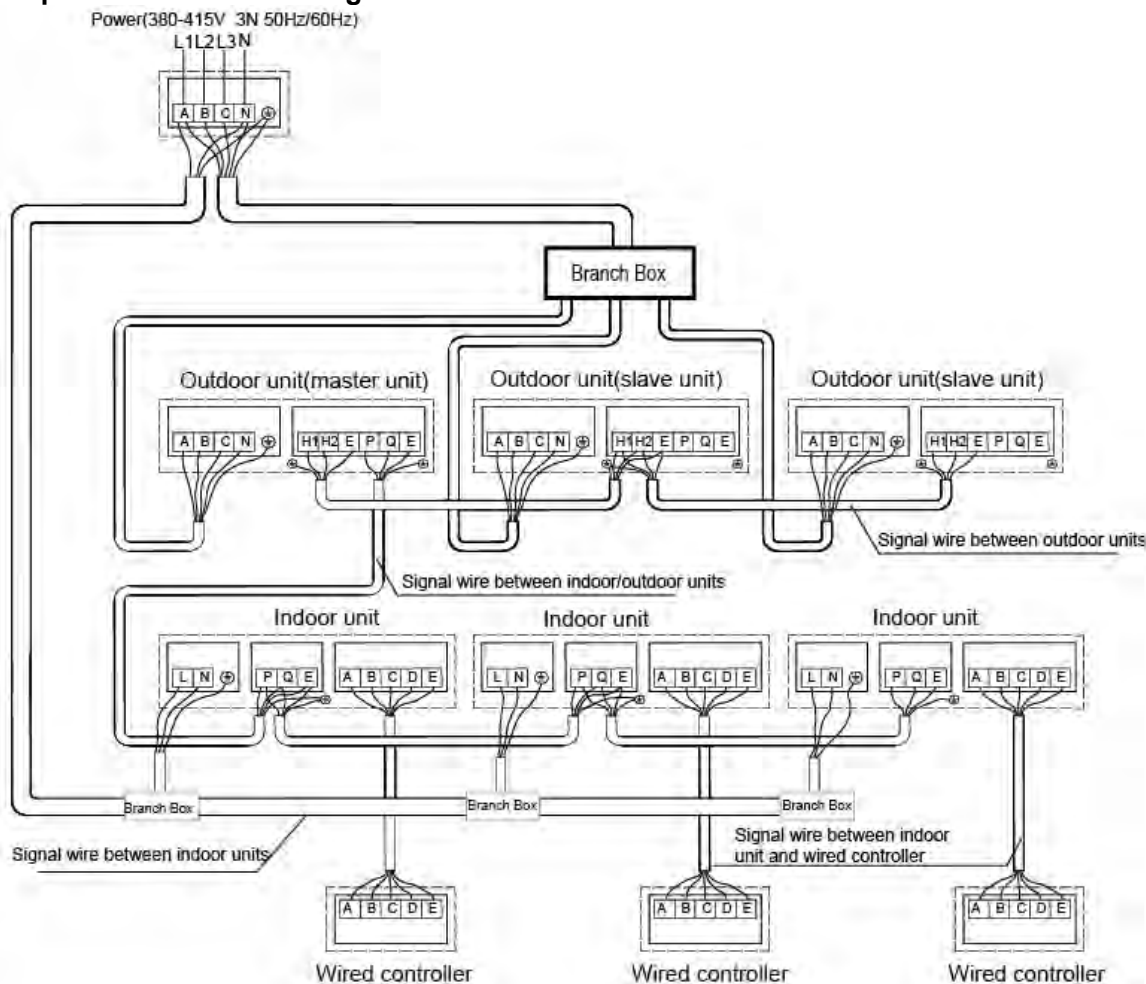 Power(380-415V 3N 50Hz/60Hz)
L1 L2 L3 N
A B C N
Branch Box
Outdoor unit(master unit)
Outdoor unit(slave unit)
Outdoor unit(slave unit)
A B C N
H1 H2 E P Q E
A B C N
H1 H2 E P Q E
A B C N
H1 H2 E P Q E
Signal wire between outdoor units
Signal wire between indoor/outdoor units
Indoor unit
Indoor unit
Indoor unit
L N
P Q E
A B C D E
L N
P Q E
A B C D E
L N
P Q E
A B C D E
Branch Box
Branch Box
Branch Box
Signal wire between indoor units
Signal wire between indoor
unit and wired controller
A B C D E
A B C D E
A B C D E
Wired controller
Wired controller
Wired controller